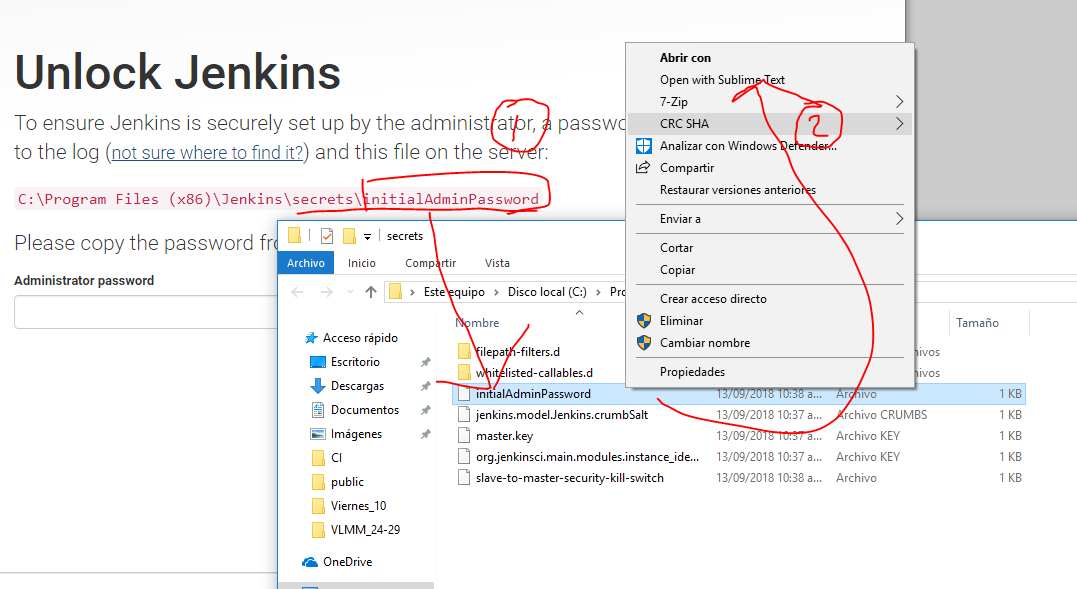 Unlock Jenkins
To ensure Jenkins is securely set up by the administrator, a passwo
to the log (not sure where to find it?) and this file on the server:
C:\Program Files (x86)\Jenkins\secrets\initialAdminPassword
Please copy the password fro
Administrator password
1
2
Abrir con
Open with Sublime Text
7-Zip
CRC SHA
Analizar con Windows Defender...
Compartir
Restaurar versiones anteriores
Enviar a
Cortar
Copiar
Crear acceso directo
Eliminar
Cambiar nombre
Propiedades
secrets
Archivo Inicio Compartir Vista
Este equipo > Disco local (C:) > Pro
Nombre Tamaño
Acceso rápido
Escritorio
Descargas
Documentos
Imágenes
CI
public
Viernes_10
VLMM_24-29
OneDrive
filepath-filters.d
whitelisted-callables.d
initialAdminPassword 13/09/2018 10:38 a... Archivo 1 KB
jenkins.model.Jenkins.crumbSalt 13/09/2018 10:37 a... Archivo CRUMBS 1 KB
master.key 13/09/2018 10:37 a... Archivo KEY 1 KB
org.jenkinsci.main.modules.instance_ide... 13/09/2018 10:37 a... Archivo KEY 1 KB
slave-to-master-security-kill-switch 13/09/2018 10:38 a... Archivo 1 KB